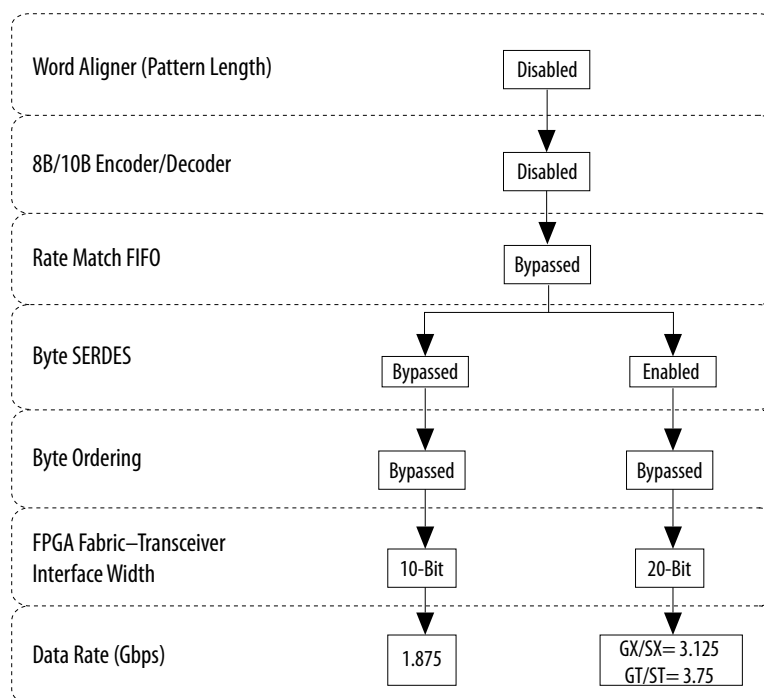 Word Aligner (Pattern Length)
Disabled
8B/10B Encoder/Decoder
Disabled
Rate Match FIFO
Bypassed
Byte SERDES
Bypassed
Enabled
Byte Ordering
Bypassed
Bypassed
FPGA Fabric–Transceiver
Interface Width
10-Bit
20-Bit
Data Rate (Gbps)
1.875
GX/SX= 3.125
GT/ST= 3.75